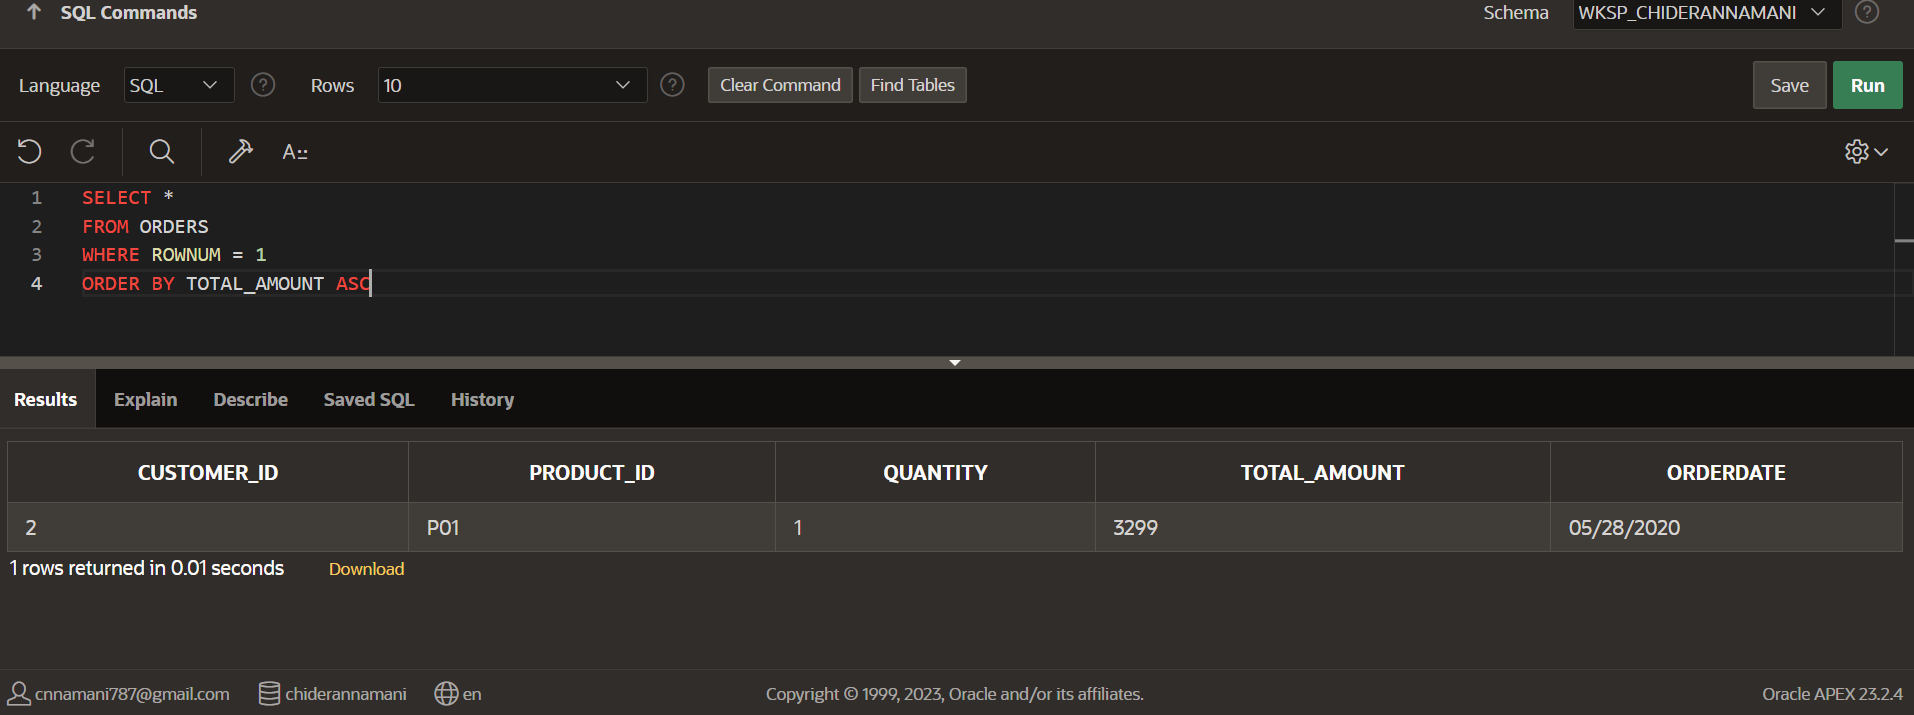 SQL Commands Schema WKSP_CHIDERANNAMANI ?
Language SQL ? Rows 10 ? Clear Command Find Tables Save Run
A::
1 SELECT *
2 FROM ORDERS
3 WHERE ROWNUM = 1
4 ORDER BY TOTAL_AMOUNT ASC
Results Explain Describe Saved SQL History
CUSTOMER_ID PRODUCT_ID QUANTITY TOTAL_AMOUNT ORDERDATE
2 P01 1 3299 05/28/2020
1 rows returned in 0.01 seconds Download
cnnamani787@gmail.com chiderannamani en Copyright © 1999, 2023, Oracle and/or its affiliates. Oracle APEX 23.2.4